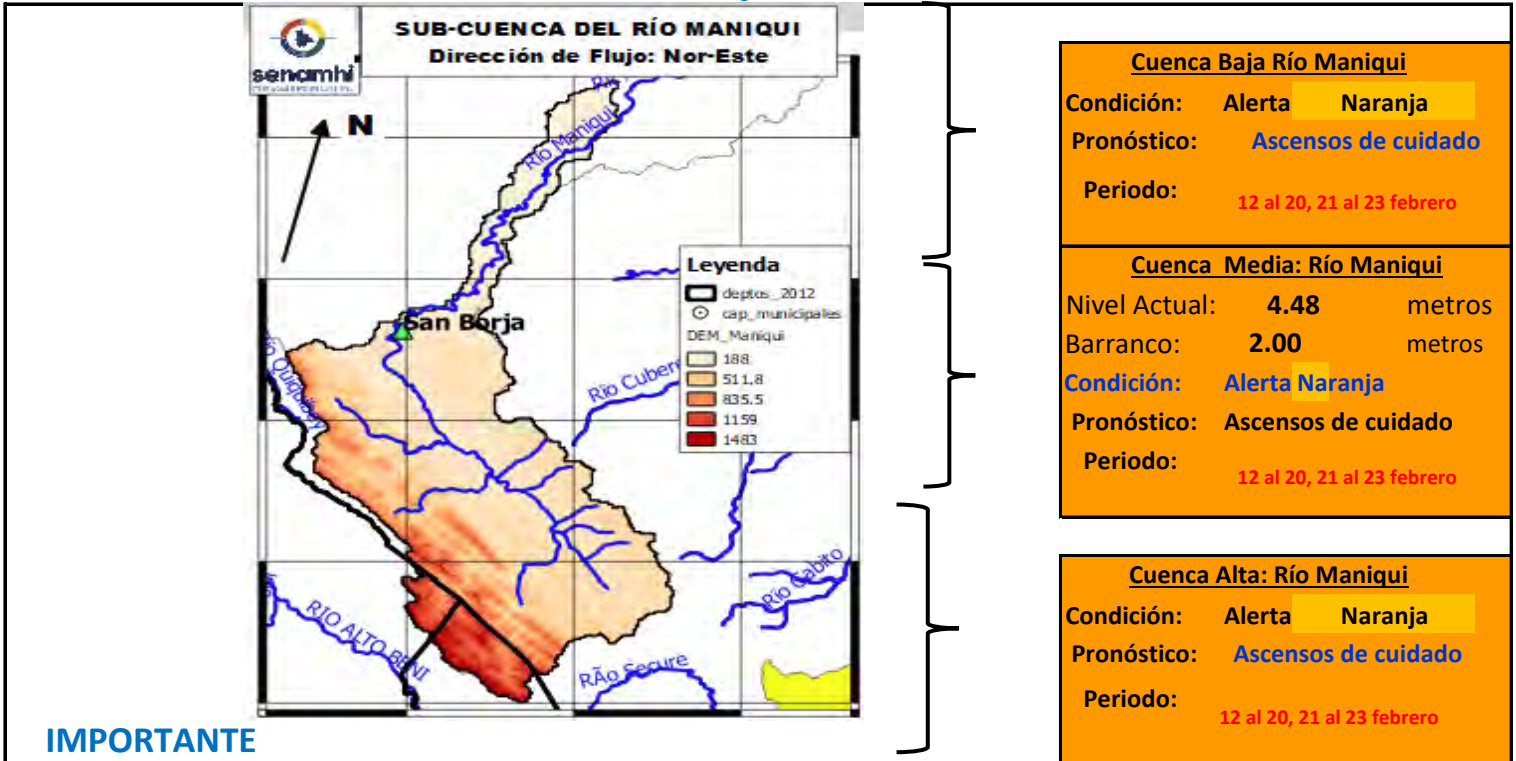 SUB-CUENCA DEL RÍO MANIQUI
Dirección de Flujo: Nor-Este
senamhi
N
Río Maniqui
San Borja
Río Quiquibey
Leyenda
deptos_2012
cap_municipales
DEM_Maniqui
188
511,8
835.5
1159
1483
Río Cubere
RIO ALTO BENI
RÃo Secure
Río Cabito
Cuenca Baja Río Maniqui
Condición: Alerta Naranja
Pronóstico: Ascensos de cuidado
Periodo: 12 al 20, 21 al 23 febrero
Cuenca Media: Río Maniqui
Nivel Actual: 4.48 metros
Barranco: 2.00 metros
Condición: Alerta Naranja
Pronóstico: Ascensos de cuidado
Periodo: 12 al 20, 21 al 23 febrero
Cuenca Alta: Río Maniqui
Condición: Alerta Naranja
Pronóstico: Ascensos de cuidado
Periodo: 12 al 20, 21 al 23 febrero
IMPORTANTE